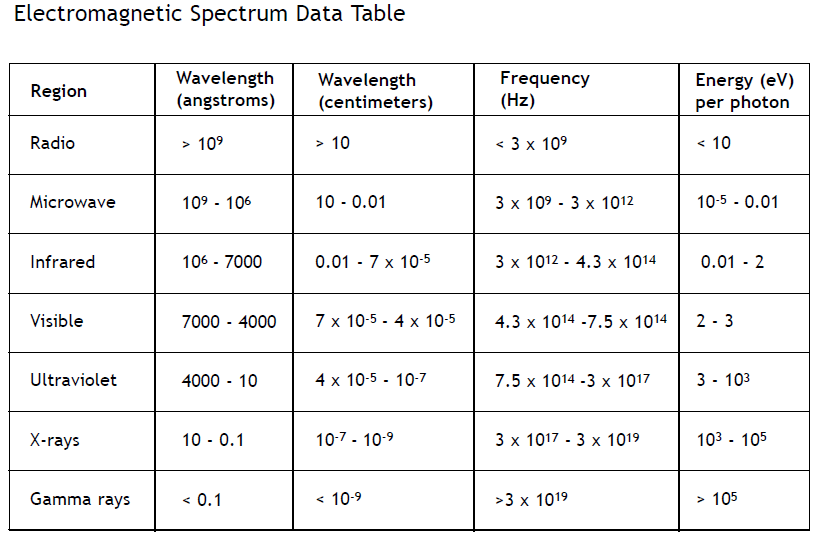 Electromagnetic Spectrum Data Table
Region Wavelength (angstroms) Wavelength (centimeters) Frequency (Hz) Energy (eV) per photon
Radio > 10⁹ > 10 < 3 x 10⁹ < 10
Microwave 10⁹ - 10⁶ 10 - 0.01 3 x 10⁹ - 3 x 10¹² 10⁻⁵ - 0.01
Infrared 10⁶ - 7000 0.01 - 7 x 10⁻⁵ 3 x 10¹² - 4.3 x 10¹⁴ 0.01 - 2
Visible 7000 - 4000 7 x 10⁻⁵ - 4 x 10⁻⁵ 4.3 x 10¹⁴ -7.5 x 10¹⁴ 2 - 3
Ultraviolet 4000 - 10 4 x 10⁻⁵ - 10⁻⁷ 7.5 x 10¹⁴ -3 x 10¹⁷ 3 - 10³
X-rays 10 - 0.1 10⁻⁷ - 10⁻⁹ 3 x 10¹⁷ - 3 x 10¹⁹ 10³ - 10⁵
Gamma rays < 0.1 < 10⁻⁹ >3 x 10¹⁹ > 10⁵